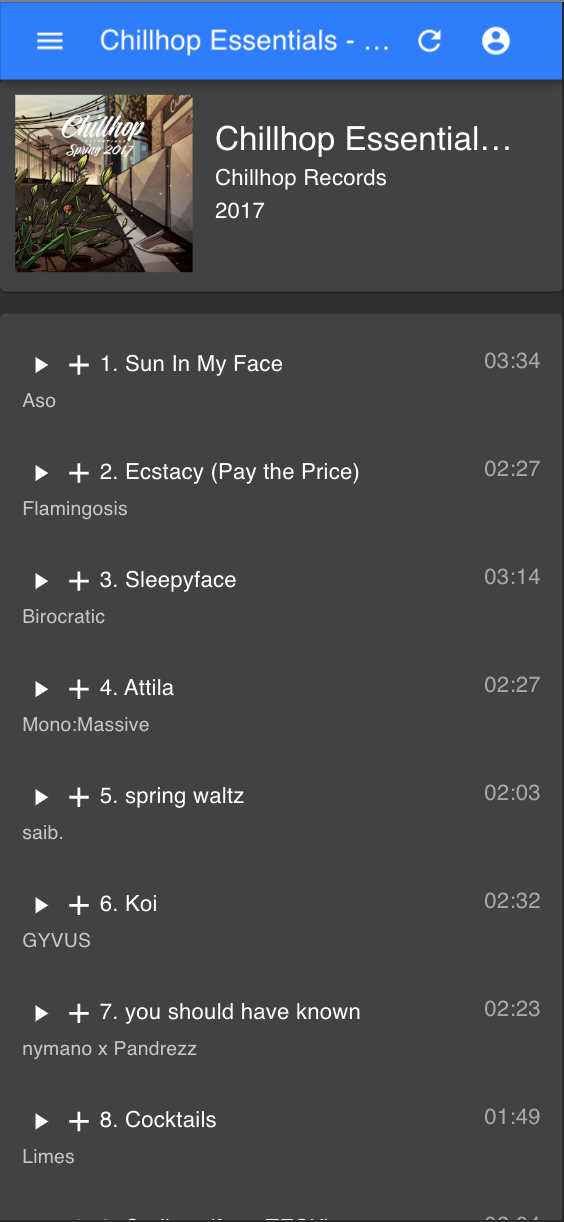 Chillhop Essentials - …
Chillhop
ESSENTIALS
Spring 2017
Chillhop Essential…
Chillhop Records
2017
1. Sun In My Face 03:34
Aso
2. Ecstacy (Pay the Price) 02:27
Flamingosis
3. Sleepyface 03:14
Birocratic
4. Attila 02:27
Mono:Massive
5. spring waltz 02:03
saib.
6. Koi 02:32
GYVUS
7. you should have known 02:23
nymano x Pandrezz
8. Cocktails 01:49
Limes